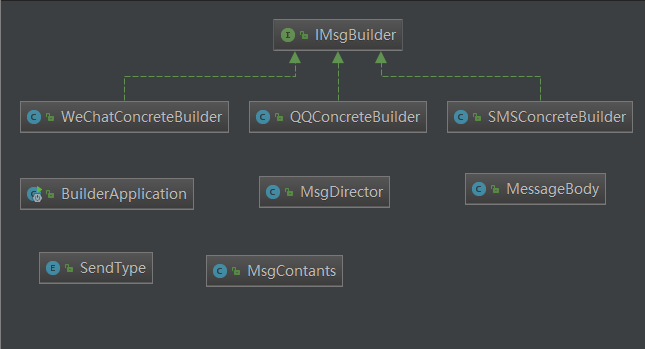 IMsgBuilder
WeChatConcreteBuilder
QQConcreteBuilder
SMSConcreteBuilder
BuilderApplication
MsgDirector
MessageBody
SendType
MsgContants